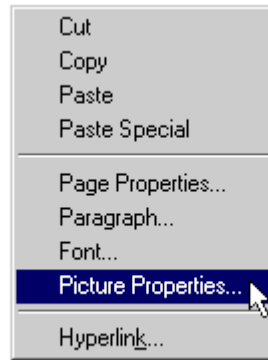 Cut
Copy
Paste
Paste Special
Page Properties...
Paragraph...
Font...
Picture Properties...
Hyperlink...